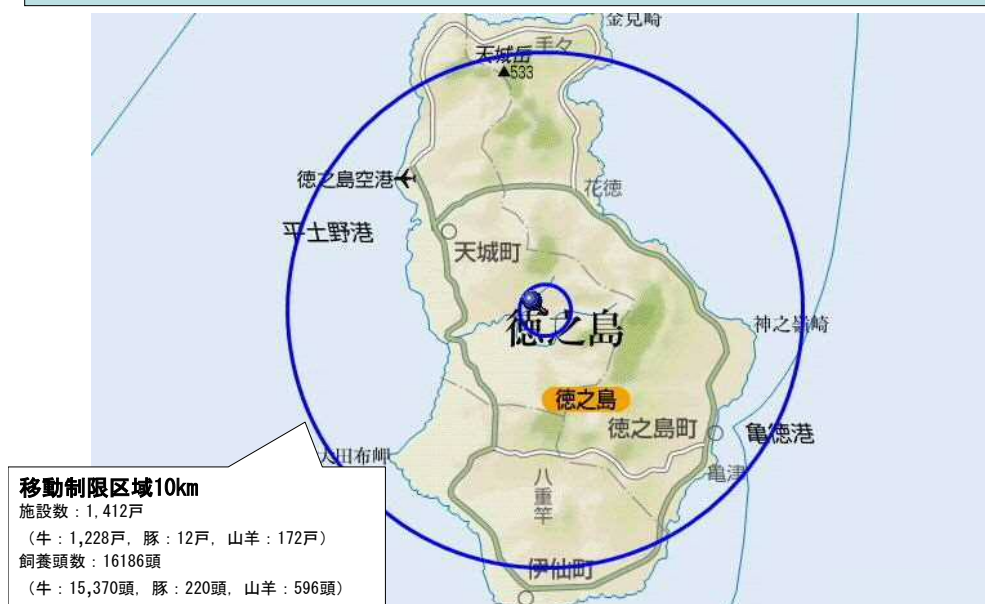 金見崎
手々
天城岳
▲533
徳之島空港
花徳
平土野港
天城町
徳之島
神之嶺崎
徳之島
徳之島町
亀徳港
大田布岬
亀津
八重竿
伊仙町
移動制限区域10km
施設数:1,412戸
(牛:1,228戸, 豚:12戸, 山羊:172戸)
飼養頭数:16186頭
(牛:15,370頭, 豚:220頭, 山羊:596頭)